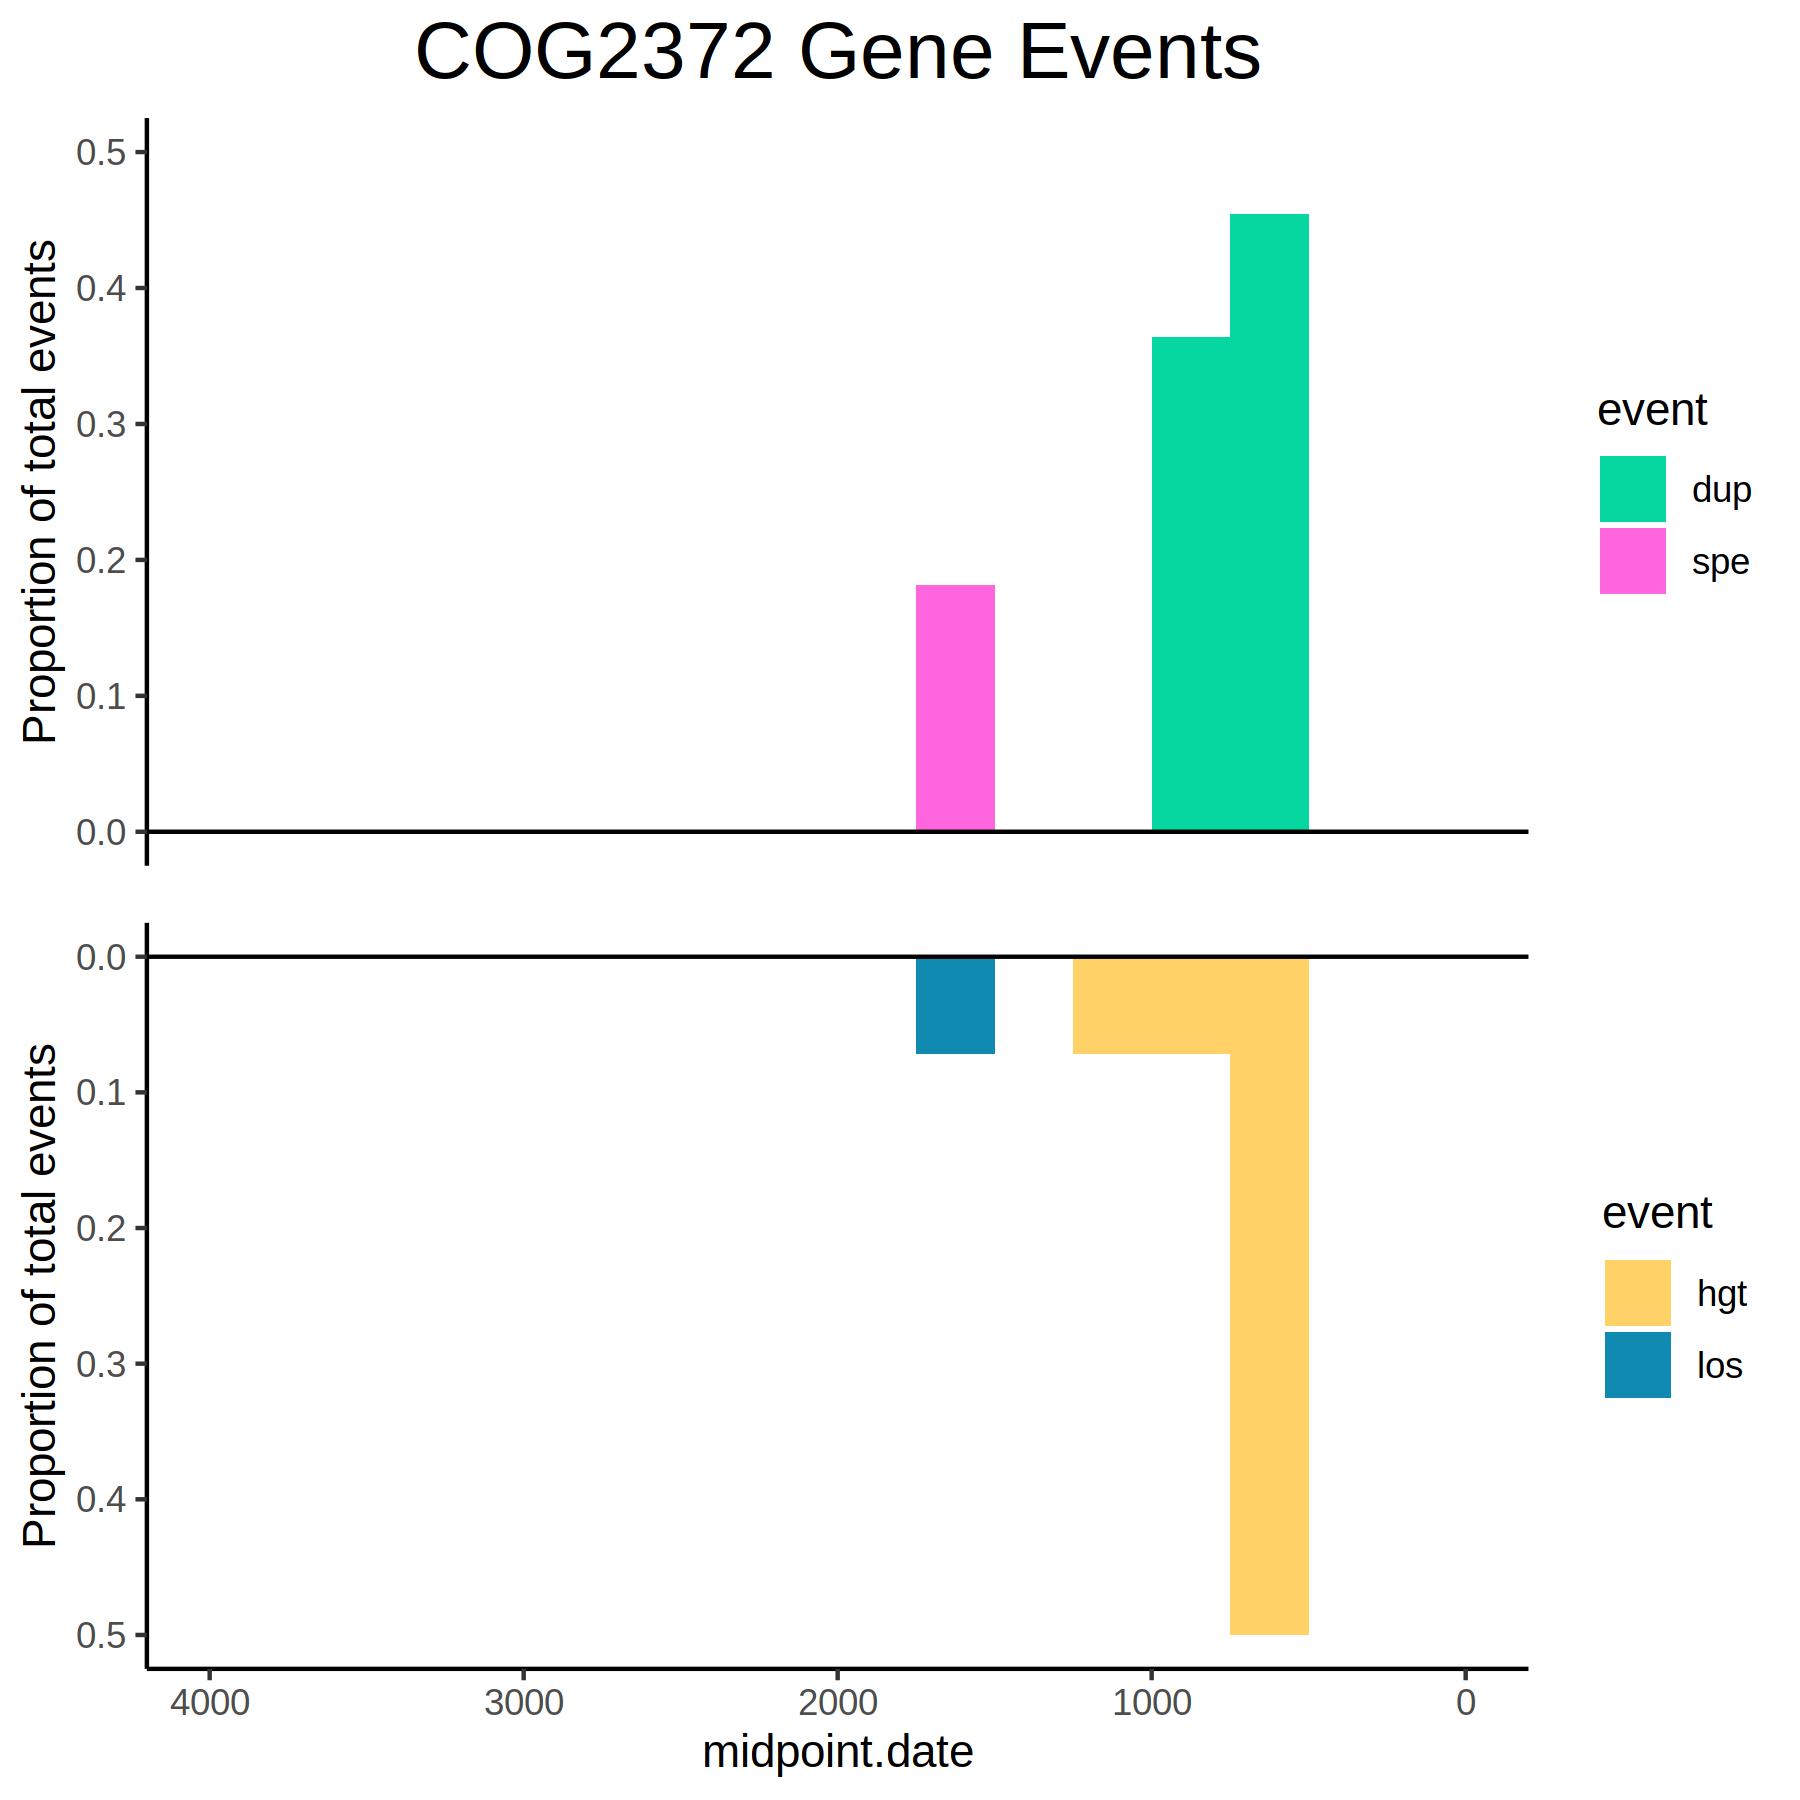 COG2372 Gene Events
Proportion of total events
0.5
0.4
0.3
0.2
0.1
0.0
event
dup
spe
Proportion of total events
0.0
0.1
0.2
0.3
0.4
0.5
event
hgt
los
4000 3000 2000 1000 0
midpoint.date